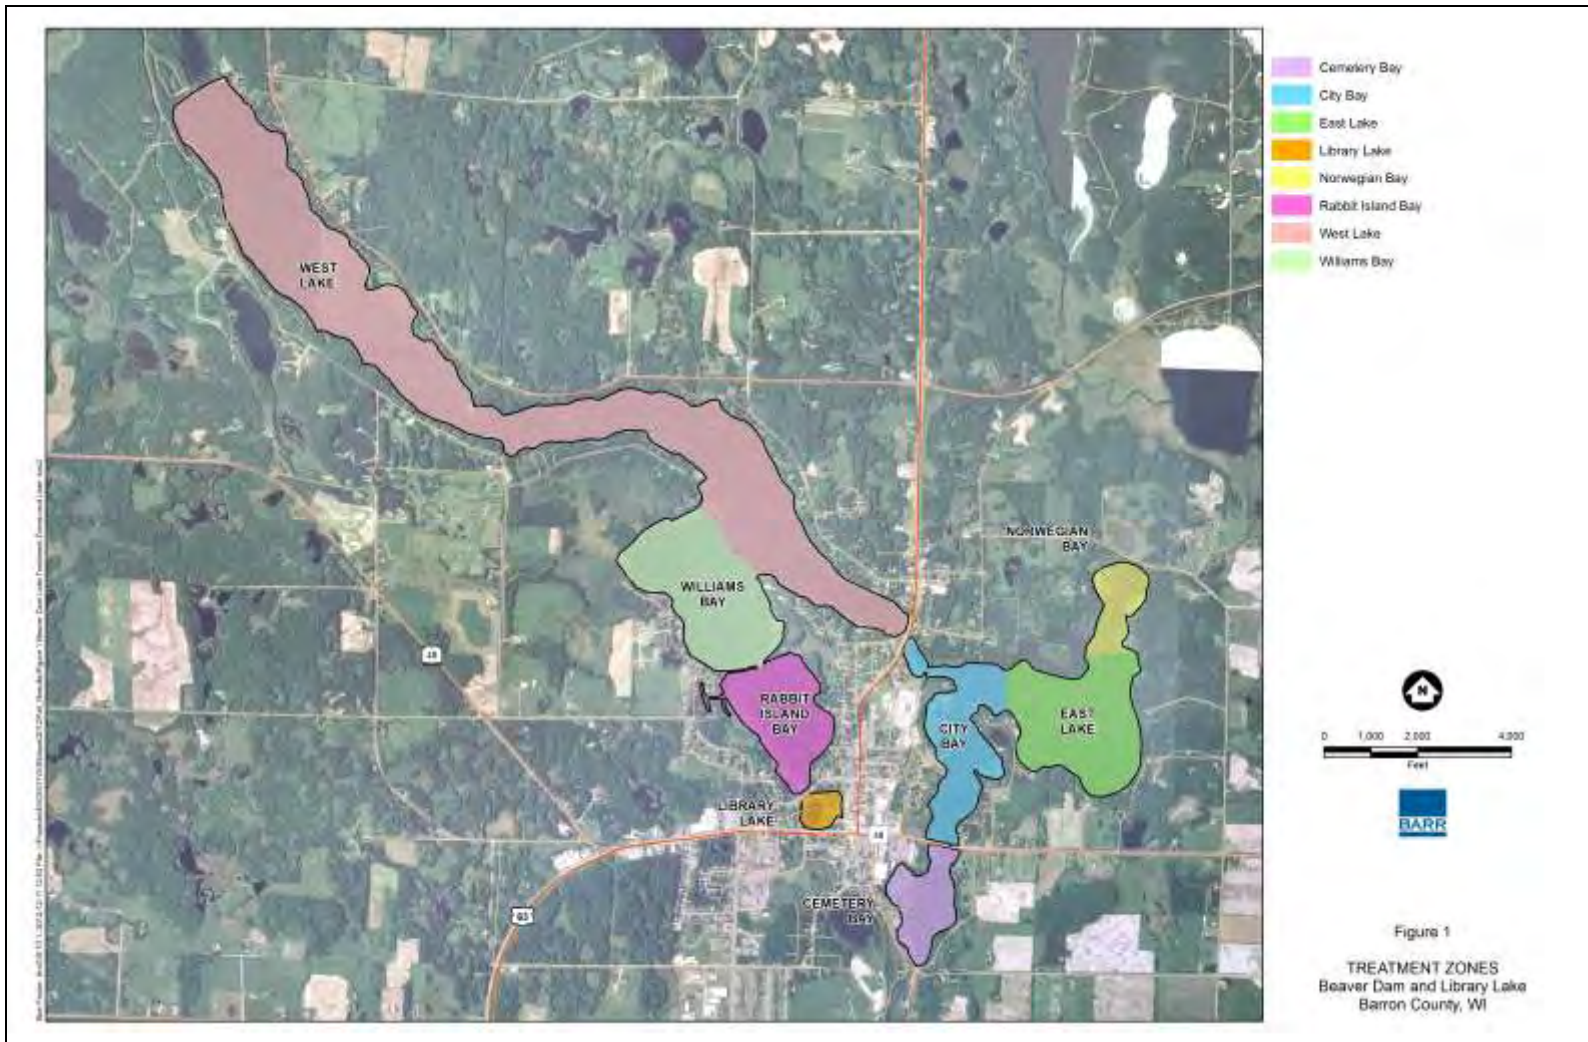 Cemetery Bay
City Bay
East Lake
Library Lake
Norwegian Bay
Rabbit Island Bay
West Lake
Williams Bay
WEST
LAKE
NORWEGIAN
BAY
WILLIAMS
BAY
48
RABBIT
ISLAND
BAY
CITY
BAY
EAST
LAKE
LIBRARY
LAKE
48
CEMETERY
BAY
63
N
0 1,000 2,000 4,000
Feet
BARR
Figure 1
TREATMENT ZONES
Beaver Dam and Library Lake
Barron County, WI